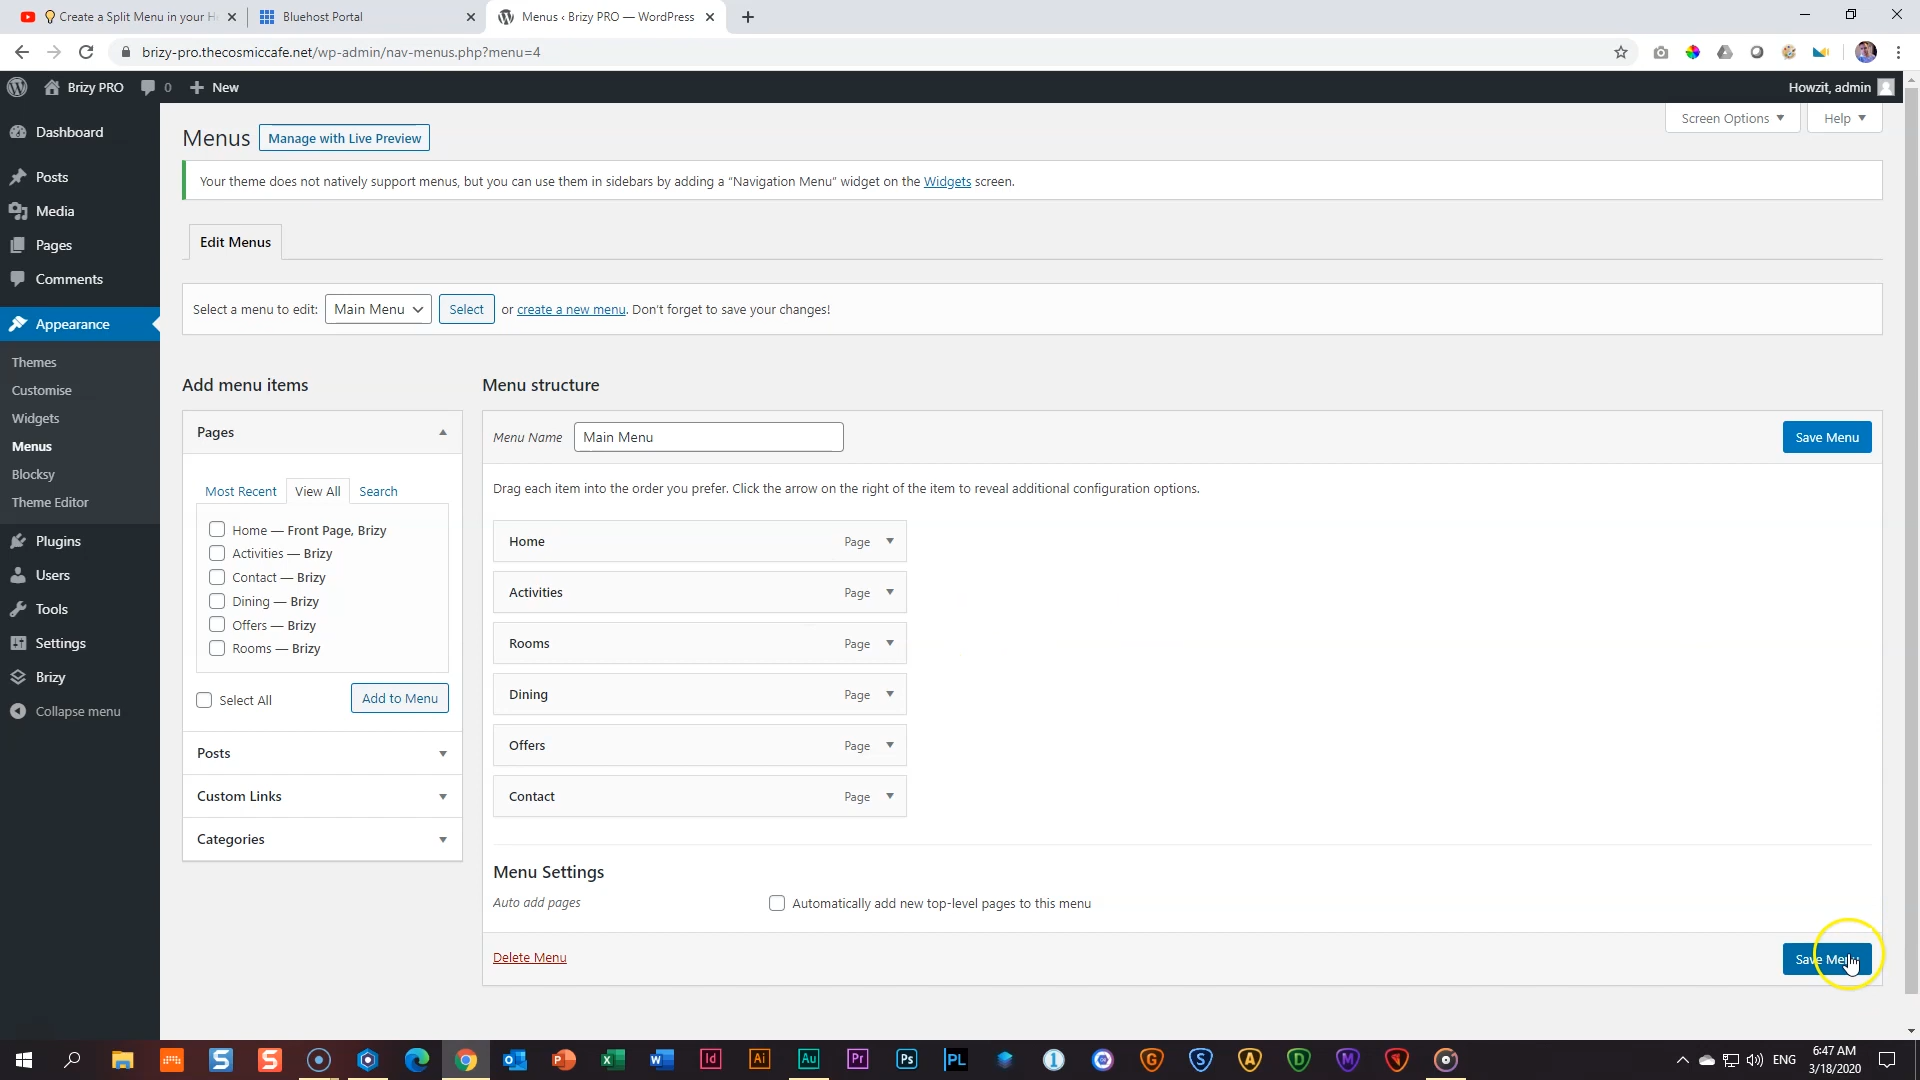 Create a Split Menu in your H
Bluehost Portal
Menus ‹ Brizy PRO — WordPress
brizy-pro.thecosmiccafe.net/wp-admin/nav-menus.php?menu=4
Brizy PRO 0 New
Howzit, admin
Screen Options
Help
Dashboard
Posts
Media
Pages
Comments
Appearance
Themes
Customise
Widgets
Menus
Blocksy
Theme Editor
Plugins
Users
Tools
Settings
Brizy
Collapse menu
Menus
Manage with Live Preview
Your theme does not natively support menus, but you can use them in sidebars by adding a “Navigation Menu” widget on the Widgets screen.
Edit Menus
Select a menu to edit: Main Menu Select or create a new menu. Don't forget to save your changes!
Add menu items
Pages
Most Recent View All Search
Home — Front Page, Brizy
Activities — Brizy
Contact — Brizy
Dining — Brizy
Offers — Brizy
Rooms — Brizy
Select All
Add to Menu
Posts
Custom Links
Categories
Menu structure
Menu Name Main Menu
Save Menu
Drag each item into the order you prefer. Click the arrow on the right of the item to reveal additional configuration options.
Home Page
Activities Page
Rooms Page
Dining Page
Offers Page
Contact Page
Menu Settings
Auto add pages
Automatically add new top-level pages to this menu
Delete Menu
Save Menu
Id
Ai
Au
Pr
Ps
PL
ENG
6:47 AM
3/18/2020